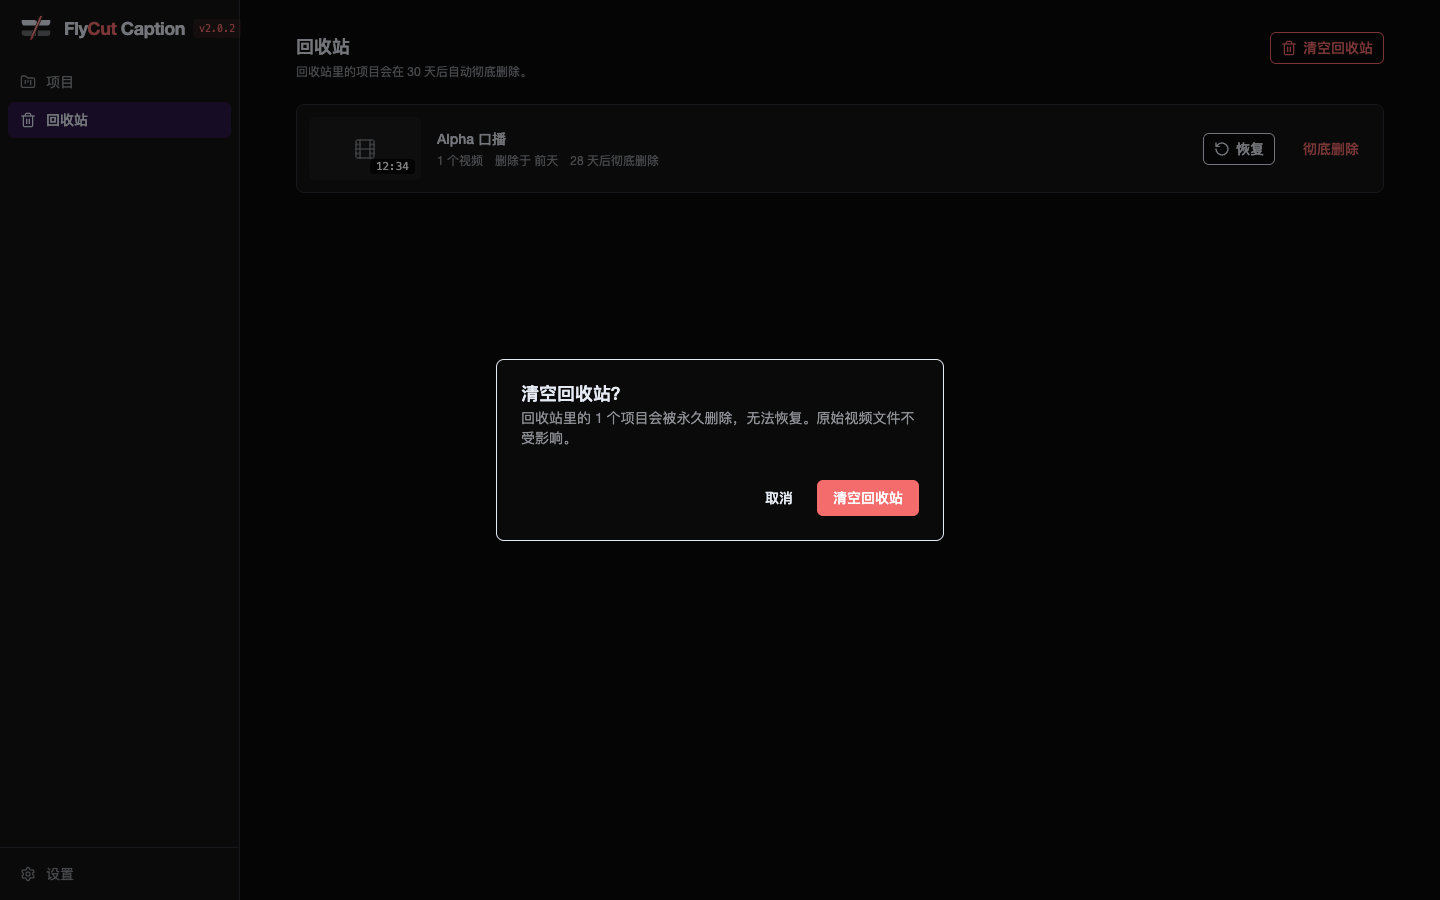 FlyCut Caption v2.0.2
项目
回收站
设置
回收站
回收站里的项目会在 30 天后自动彻底删除。
清空回收站
12:34
Alpha 口播
1 个视频 删除于 前天 28 天后彻底删除
恢复
彻底删除
清空回收站？
回收站里的 1 个项目会被永久删除，无法恢复。原始视频文件不
受影响。
取消
清空回收站